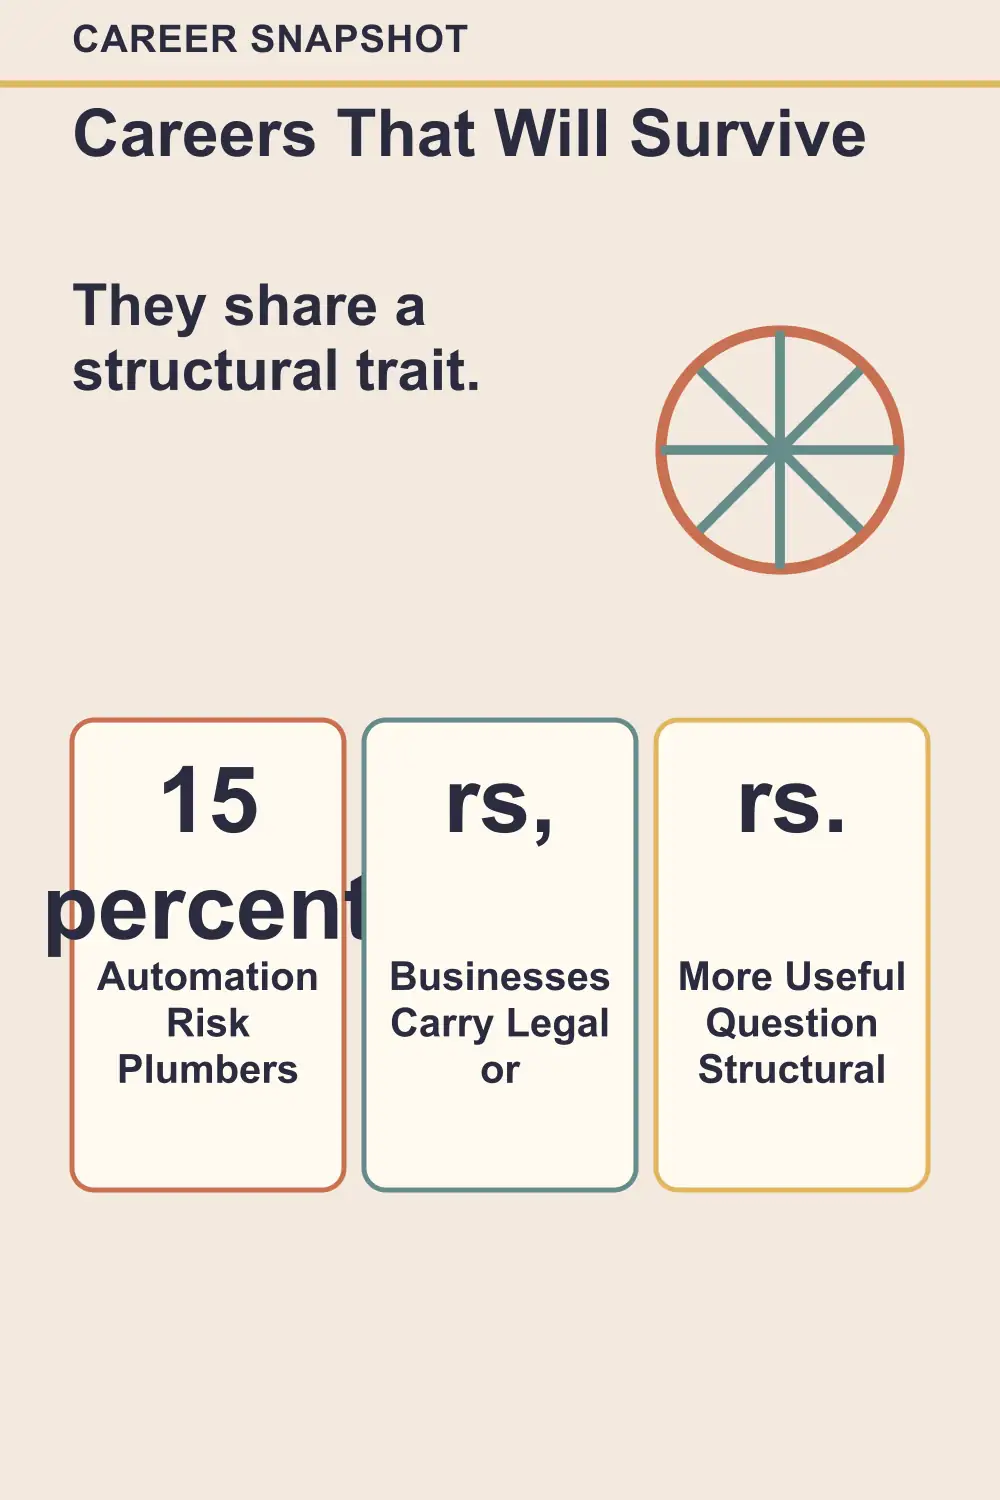 CAREER SNAPSHOT
Careers That Will Survive
They share a
structural trait.
15
percent
Automation
Risk
Plumbers
rs,
Businesses
Carry Legal
or
rs.
More Useful
Question
Structural